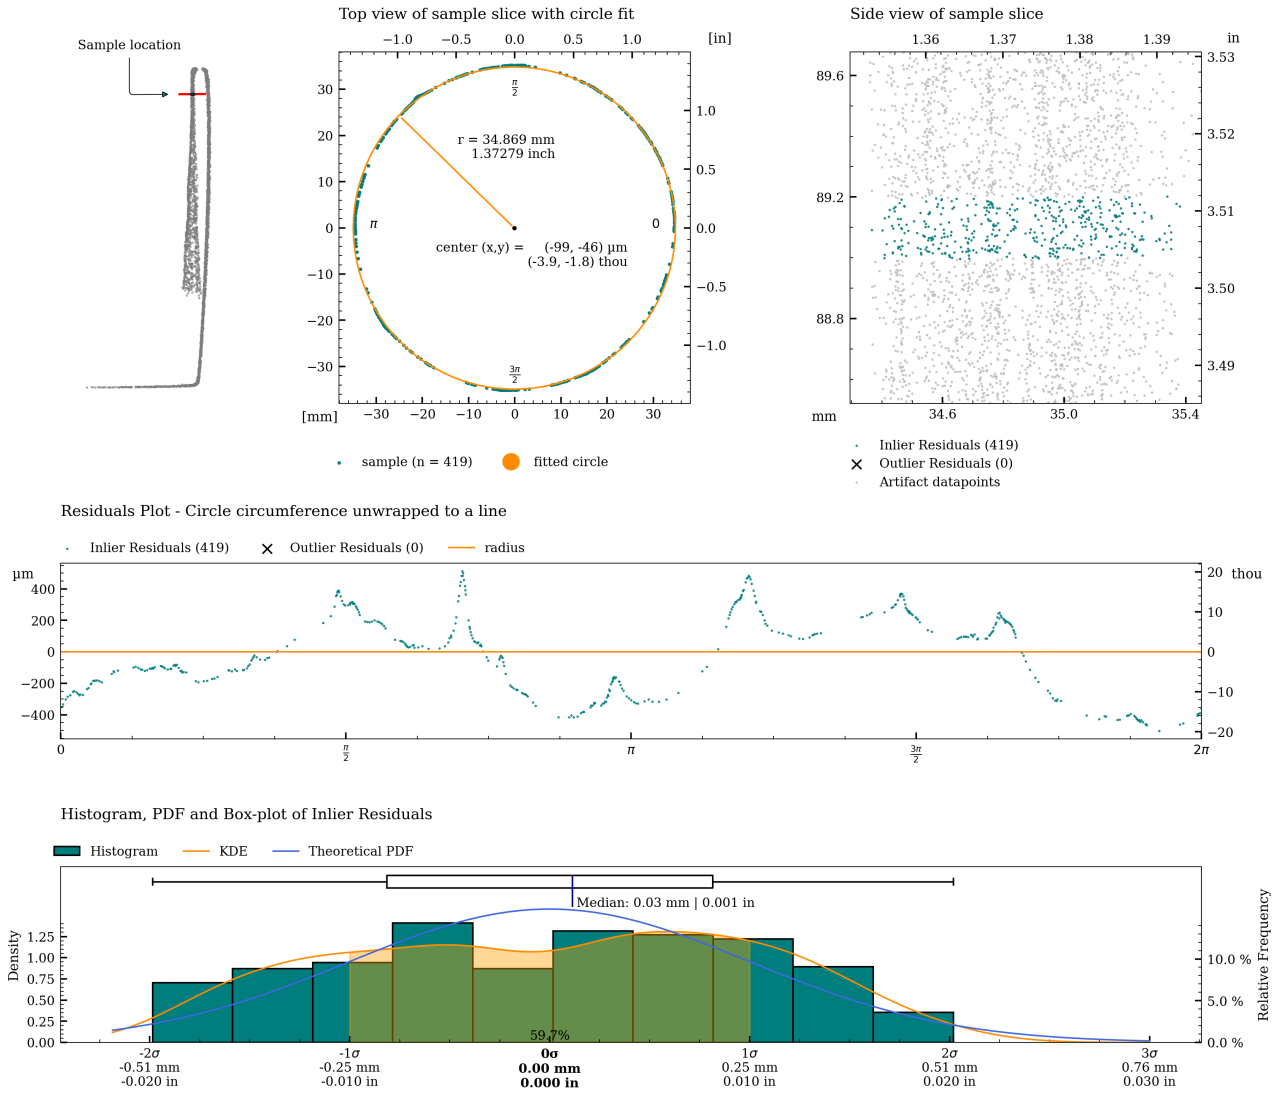 Top view of sample slice with circle fit
Side view of sample slice
Sample location
−1.0 −0.5 0.0 0.5 1.0 [in]
1.36 1.37 1.38 1.39 in
30 20 10 0 −10 −20 −30
π/2
r = 34.869 mm
1.37279 inch
π 0
center (x,y) = (-99, -46) µm
(-3.9, -1.8) thou
3π/2
1.0 0.5 0.0 −0.5 −1.0
[mm] −30 −20 −10 0 10 20 30
89.6 89.2 88.8
3.53 3.52 3.51 3.50 3.49
mm 34.6 35.0 35.4
sample (n = 419) fitted circle
Inlier Residuals (419)
Outlier Residuals (0)
Artifact datapoints
Residuals Plot - Circle circumference unwrapped to a line
Inlier Residuals (419) Outlier Residuals (0) radius
µm thou
400 200 0 −200 −400
20 10 0 −10 −20
0 π/2 π 3π/2 2π
Histogram, PDF and Box-plot of Inlier Residuals
Histogram KDE Theoretical PDF
Median: 0.03 mm | 0.001 in
Density
1.25 1.00 0.75 0.50 0.25 0.00
Relative Frequency
10.0 % 5.0 % 0.0 %
59.7%
-2σ -1σ 0σ 1σ 2σ 3σ
-0.51 mm -0.25 mm 0.00 mm 0.25 mm 0.51 mm 0.76 mm
-0.020 in -0.010 in 0.000 in 0.010 in 0.020 in 0.030 in